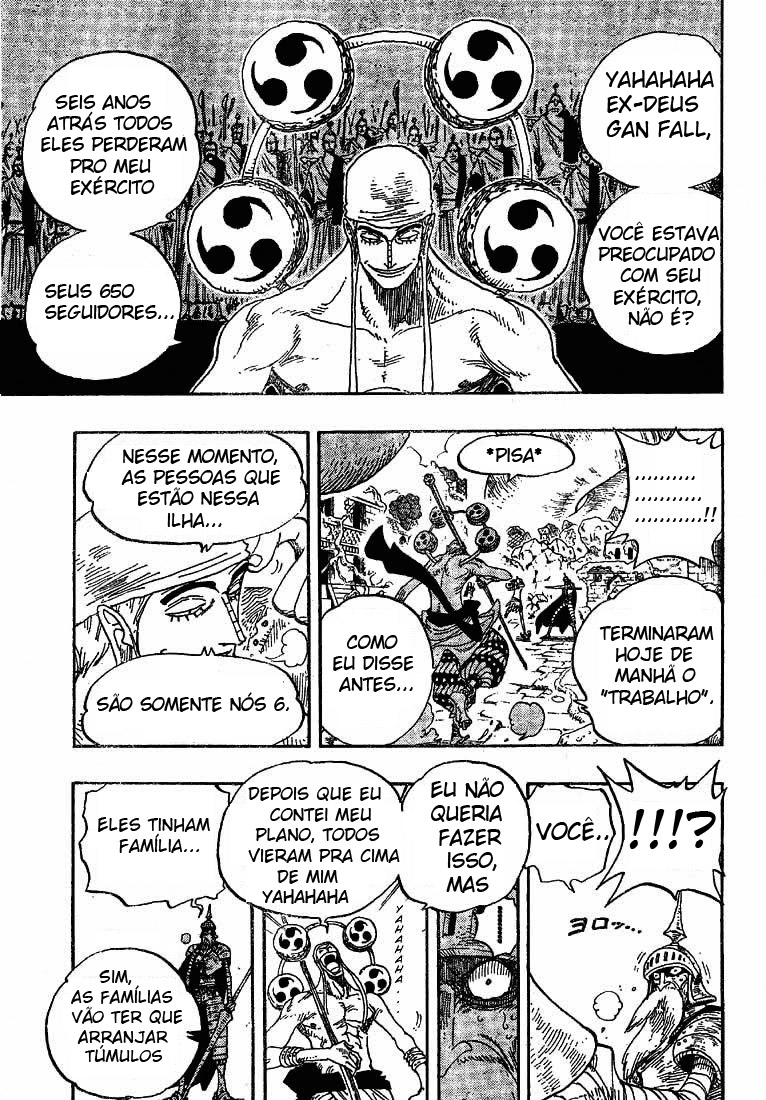 YAHAHAHA
EX-DEUS
GAN FALL,
VOCÊ ESTAVA
PREOCUPADO
COM SEU
EXÉRCITO,
NÃO É?
SEIS ANOS
ATRÁS TODOS
ELES PERDERAM
PRO MEU
EXÉRCITO
SEUS 650
SEGUIDORES...
..........
..........
..........!!
TERMINARAM
HOJE DE
MANHÃ O
"TRABALHO".
*PISA*
COMO
EU DISSE
ANTES...
NESSE MOMENTO,
AS PESSOAS QUE
ESTÃO NESSA
ILHA...
SÃO SOMENTE NÓS 6.
!!!?
VOCÊ..
ヨロッ...
EU NÃO
QUERIA
FAZER
ISSO,
MAS
DEPOIS QUE EU
CONTEI MEU
PLANO, TODOS
VIERAM PRA CIMA
DE MIM
YAHAHAHA
YAHAHAHA...
ELES TINHAM
FAMÍLIA...
SIM,
AS FAMÍLIAS
VÃO TER QUE
ARRANJAR
TÚMULOS